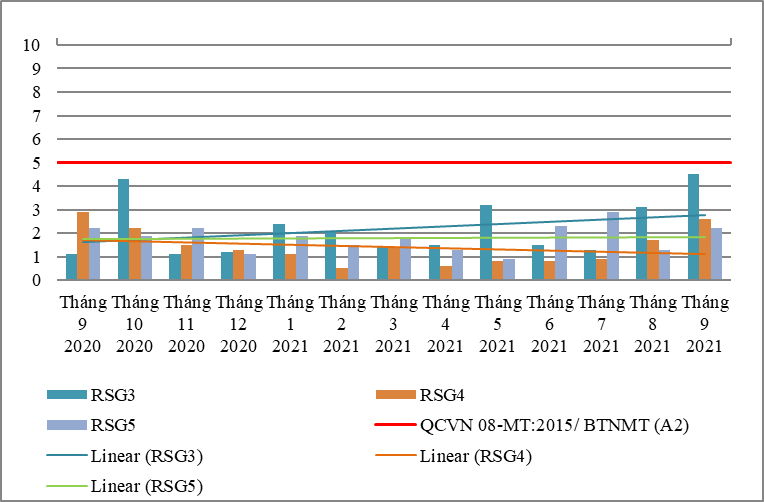 10
9
8
7
6
5
4
3
2
1
0
Tháng Tháng Tháng Tháng Tháng Tháng Tháng Tháng Tháng Tháng Tháng Tháng Tháng
9 10 11 12 1 2 3 4 5 6 7 8 9
2020 2020 2020 2020 2021 2021 2021 2021 2021 2021 2021 2021 2021
RSG3 RSG4
RSG5 QCVN 08-MT:2015/ BTNMT (A2)
Linear (RSG3) Linear (RSG4)
Linear (RSG5)